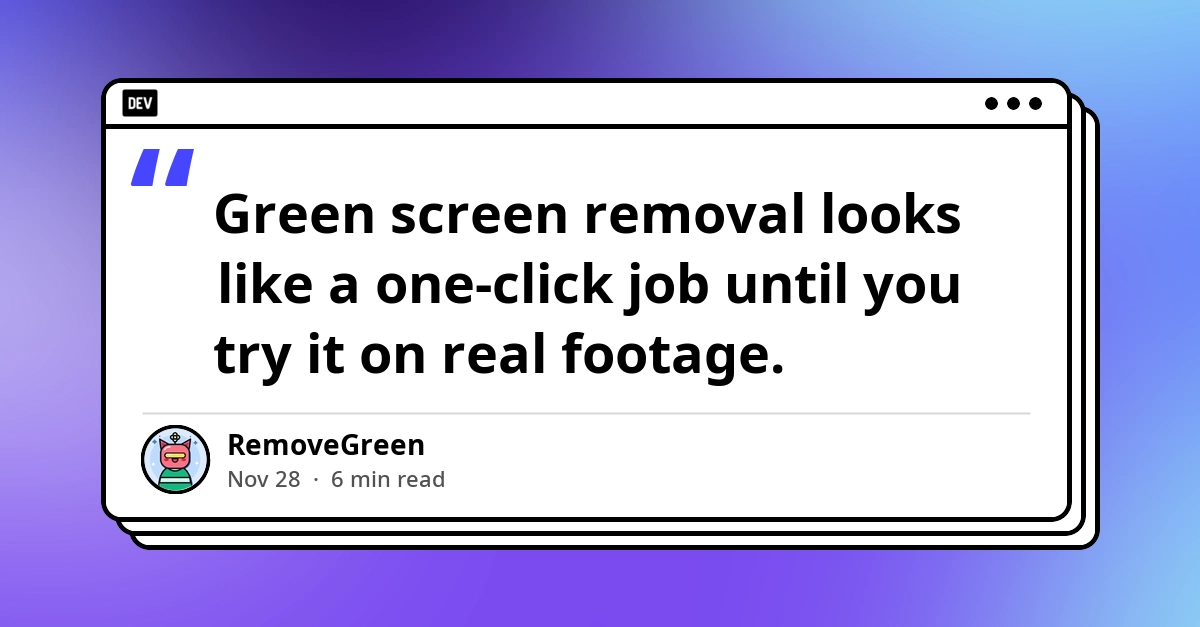 DEV
“
Green screen removal looks
like a one-click job until you
try it on real footage.
RemoveGreen
Nov 28 · 6 min read